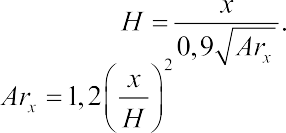 H = x / (0,9√Ar_x).
Ar_x = 1,2(x/H)²